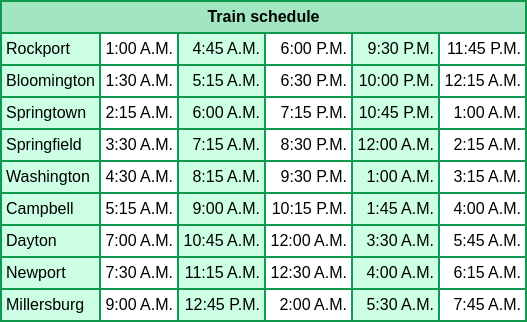 Train schedule
Rockport 1:00 A.M. 4:45 A.M. 6:00 P.M. 9:30 P.M. 11:45 P.M.
Bloomington 1:30 A.M. 5:15 A.M. 6:30 P.M. 10:00 P.M. 12:15 A.M.
Springtown 2:15 A.M. 6:00 A.M. 7:15 P.M. 10:45 P.M. 1:00 A.M.
Springfield 3:30 A.M. 7:15 A.M. 8:30 P.M. 12:00 A.M. 2:15 A.M.
Washington 4:30 A.M. 8:15 A.M. 9:30 P.M. 1:00 A.M. 3:15 A.M.
Campbell 5:15 A.M. 9:00 A.M. 10:15 P.M. 1:45 A.M. 4:00 A.M.
Dayton 7:00 A.M. 10:45 A.M. 12:00 A.M. 3:30 A.M. 5:45 A.M.
Newport 7:30 A.M. 11:15 A.M. 12:30 A.M. 4:00 A.M. 6:15 A.M.
Millersburg 9:00 A.M. 12:45 P.M. 2:00 A.M. 5:30 A.M. 7:45 A.M.